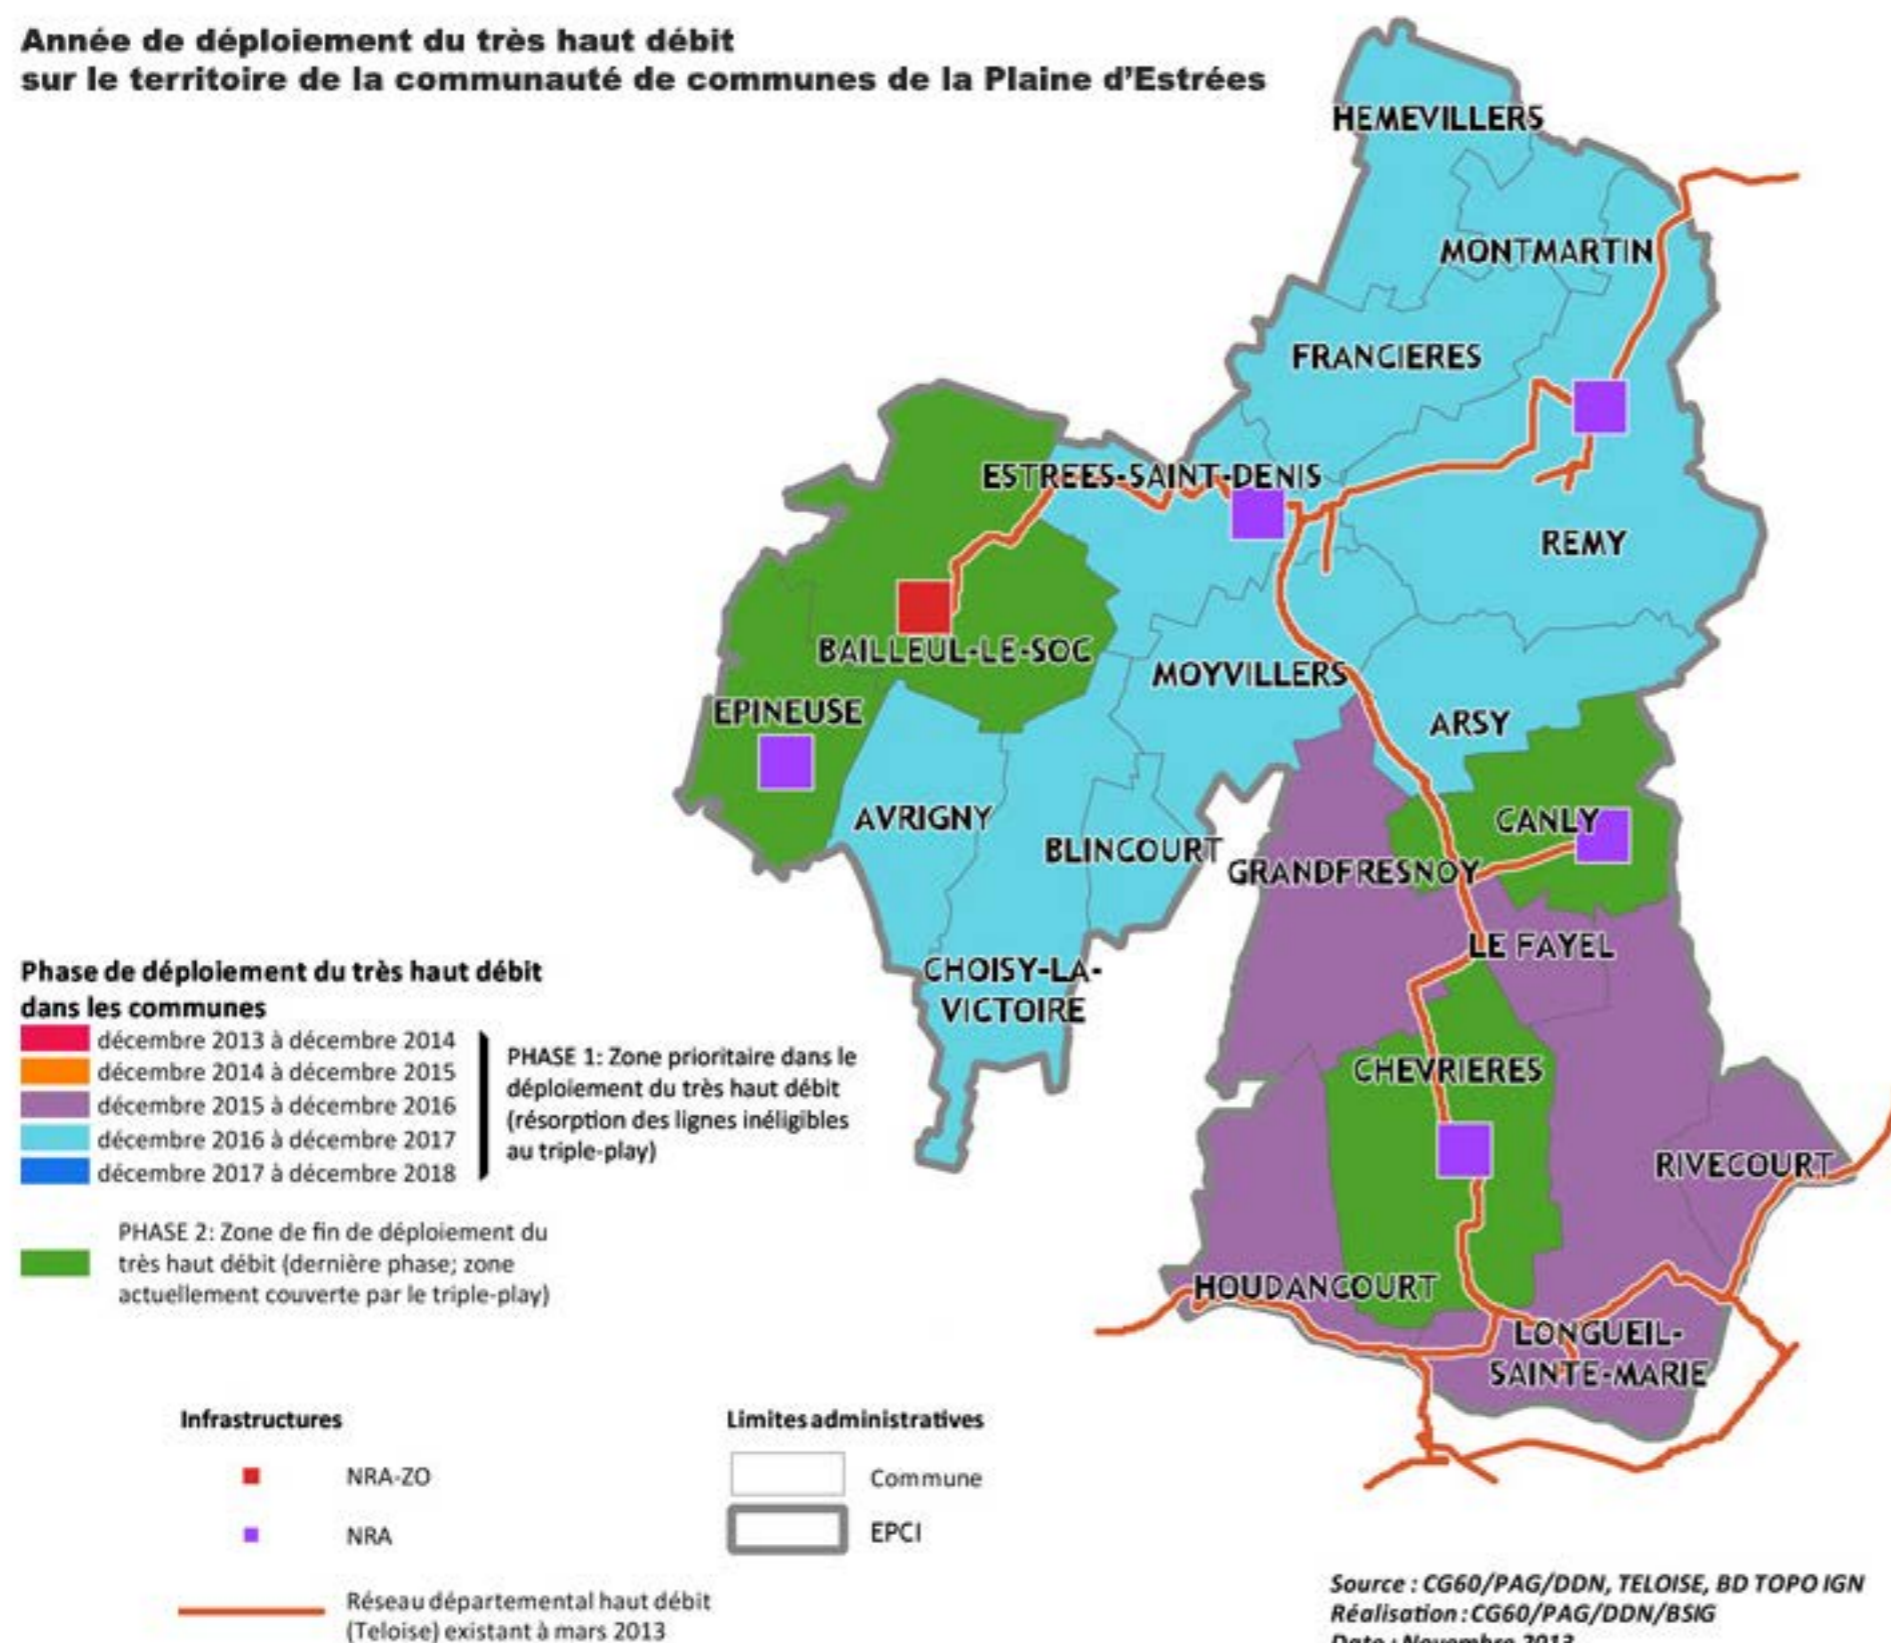 Année de déploiement du très haut débit
sur le territoire de la communauté de communes de la Plaine d'Estrées
HEMEVILLERS
MONTMARTIN
FRANCIERES
ESTREES-SAINT-DENIS
REMY
BAILLEUL-LE-SOC
MOYVILLERS
EPINEUSE
ARSY
AVRIGNY
CANLY
BLINCOURT
GRANDFRESNOY
LE FAYEL
CHOISY-LA-
VICTOIRE
CHEVRIERES
RIVECOURT
HOUDANCOURT
LONGUEIL-
SAINTE-MARIE
Phase de déploiement du très haut débit
dans les communes
décembre 2013 à décembre 2014
décembre 2014 à décembre 2015
décembre 2015 à décembre 2016
décembre 2016 à décembre 2017
décembre 2017 à décembre 2018
PHASE 1: Zone prioritaire dans le
déploiement du très haut débit
(résorption des lignes inéligibles
au triple-play)
PHASE 2: Zone de fin de déploiement du
très haut débit (dernière phase; zone
actuellement couverte par le triple-play)
Infrastructures
NRA-ZO
NRA
Réseau départemental haut débit
(Teloise) existant à mars 2013
Limites administratives
Commune
EPCI
Source : CG60/PAG/DDN, TELOISE, BD TOPO IGN
Réalisation : CG60/PAG/DDN/BSIG
Date : Novembre 2013